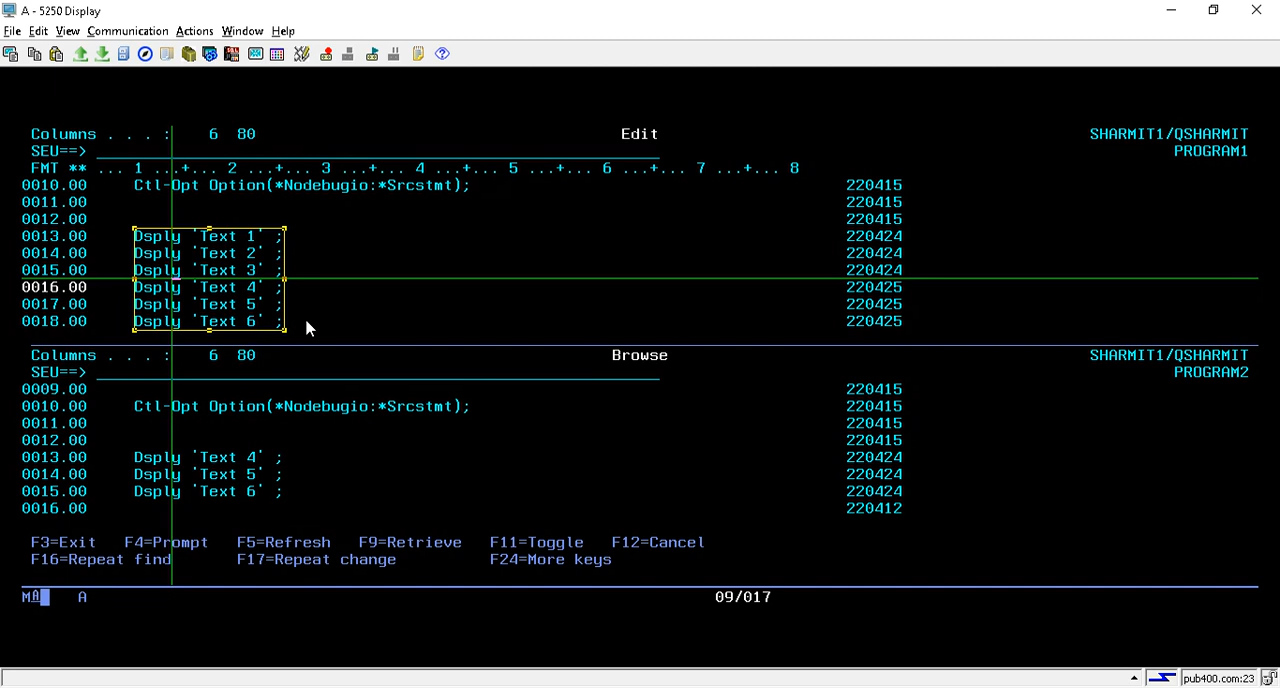 A - 5250 Display
File Edit View Communication Actions Window Help
Columns . . . : 6 80 Edit SHARMIT1/QSHARMIT
SEU==> PROGRAM1
FMT ** ... 1 ...+... 2 ...+... 3 ...+... 4 ...+... 5 ...+... 6 ...+... 7 ...+... 8
0010.00 Ctl-Opt Option(*Nodebugio:*Srcstmt); 220415
0011.00 220415
0012.00 220415
0013.00 Dsply 'Text 1' ; 220424
0014.00 Dsply 'Text 2' ; 220424
0015.00 Dsply 'Text 3' ; 220424
0016.00 Dsply 'Text 4' ; 220425
0017.00 Dsply 'Text 5' ; 220425
0018.00 Dsply 'Text 6' ; 220425
Columns . . . : 6 80 Browse SHARMIT1/QSHARMIT
SEU==> PROGRAM2
0009.00 220415
0010.00 Ctl-Opt Option(*Nodebugio:*Srcstmt); 220415
0011.00 220415
0012.00 220415
0013.00 Dsply 'Text 4' ; 220424
0014.00 Dsply 'Text 5' ; 220424
0015.00 Dsply 'Text 6' ; 220424
0016.00 220412
F3=Exit F4=Prompt F5=Refresh F9=Retrieve F11=Toggle F12=Cancel
F16=Repeat find F17=Repeat change F24=More keys
MA A 09/017
pub400.com:23